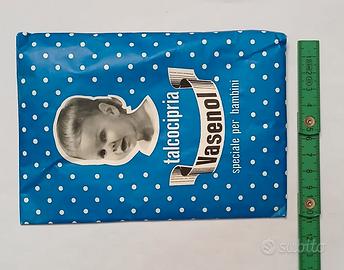 talcocipria
Vasenol
speciale per bambini
subito